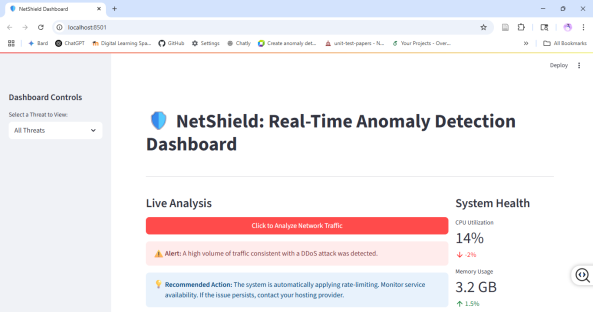 NetShield Dashboard
localhost:8501
Bard
ChatGPT
Digital Learning Spa...
GitHub
Settings
Chatly
Create anomaly det...
unit-test-papers - N...
Your Projects - Over...
All Bookmarks
Deploy
Dashboard Controls
Select a Threat to View:
All Threats
NetShield: Real-Time Anomaly Detection
Dashboard
Live Analysis
Click to Analyze Network Traffic
Alert: A high volume of traffic consistent with a DDoS attack was detected.
Recommended Action: The system is automatically applying rate-limiting. Monitor service
availability. If the issue persists, contact your hosting provider.
System Health
CPU Utilization
14%
-2%
Memory Usage
3.2 GB
1.5%